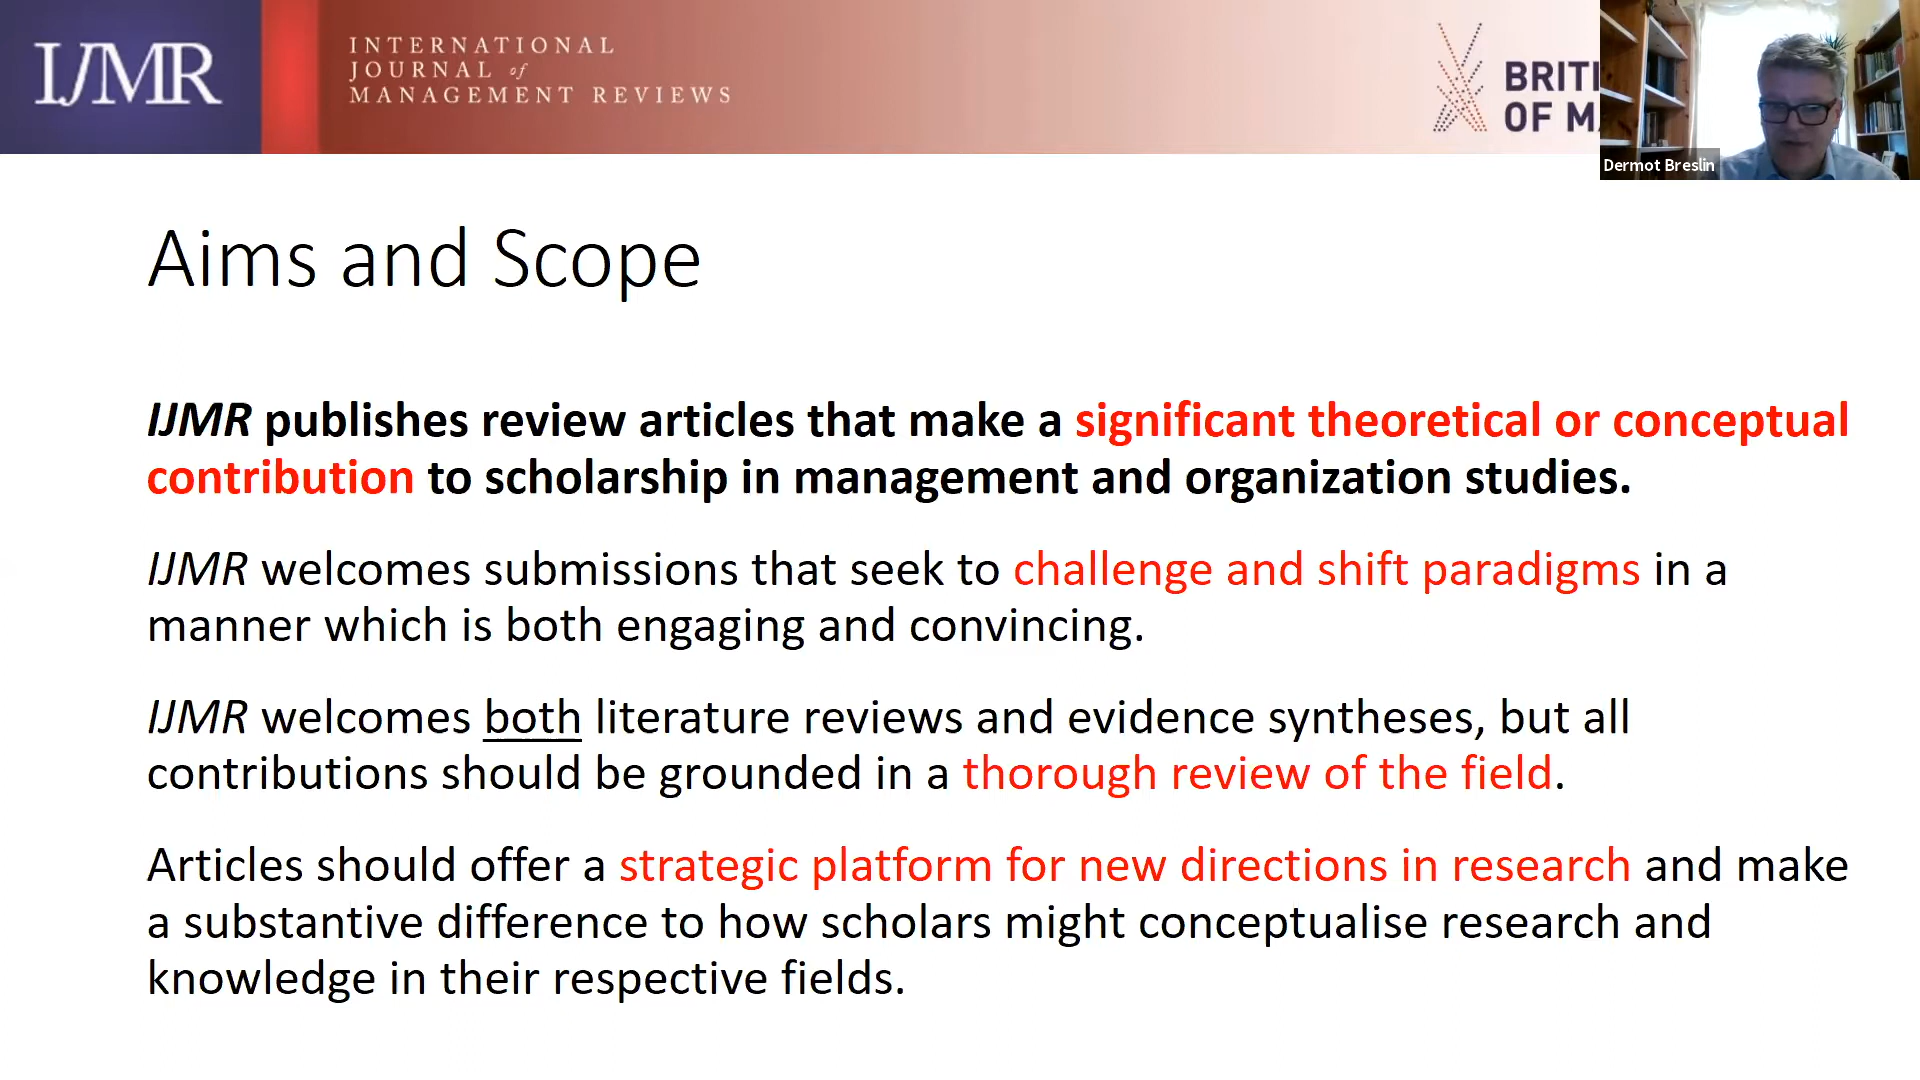 IJMR
INTERNATIONAL
JOURNAL of
MANAGEMENT REVIEWS
BRITI
OF M
Dermot Breslin
Aims and Scope
IJMR publishes review articles that make a significant theoretical or conceptual
contribution to scholarship in management and organization studies.
IJMR welcomes submissions that seek to challenge and shift paradigms in a
manner which is both engaging and convincing.
IJMR welcomes both literature reviews and evidence syntheses, but all
contributions should be grounded in a thorough review of the field.
Articles should offer a strategic platform for new directions in research and make
a substantive difference to how scholars might conceptualise research and
knowledge in their respective fields.